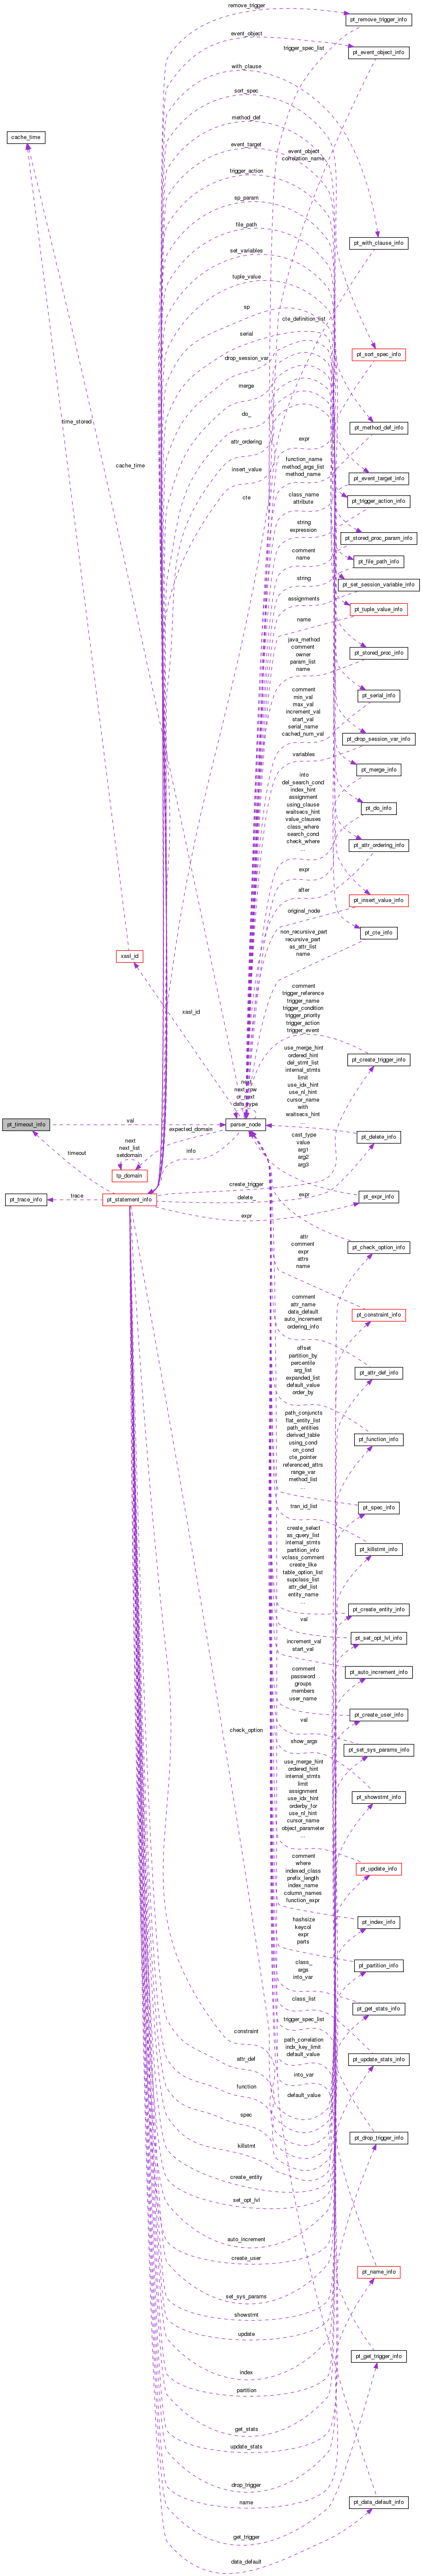 remove_trigger
pt_remove_trigger_info
event_object
trigger_spec_list
pt_event_object_info
with_clause
sort_spec
method_def
cache_time
event_target
event_object
correlation_name
trigger_action
sp_param
file_path
pt_with_clause_info
set_variables
tuple_value
sp
cte_definition_list
serial
drop_session_var
pt_sort_spec_info
merge
do_
time_stored
pt_method_def_info
attr_ordering
expr
cache_time
insert_value
function_name
method_args_list
method_name
pt_event_target_info
cte
class_name
attribute
pt_trigger_action_info
string
expression
pt_stored_proc_param_info
comment
name
pt_file_path_info
string
pt_set_session_variable_info
assignments
pt_tuple_value_info
name
java_method
comment
owner
param_list
name
pt_stored_proc_info
comment
min_val
max_val
increment_val
start_val
serial_name
cached_num_val
pt_serial_info
pt_drop_session_var_info
variables
pt_merge_info
info
del_search_cond
index_hint
assignment
using_clause
waitsecs_hint
value_clauses
class_where
search_cond
check_where
...
pt_do_info
pt_attr_ordering_info
expr
after
pt_insert_value_info
original_node
pt_cte_info
non_recursive_part
recursive_part
as_attr_list
name
xasl_id
comment
trigger_reference
trigger_name
trigger_condition
trigger_priority
trigger_action
trigger_event
xasl_id
pt_create_trigger_info
use_merge_hint
ordered_hint
del_stmt_list
internal_stmts
limit
use_idx_hint
use_nl_hint
cursor_name
with
waitsecs_hint
next
next_row
or_next
data_type
pt_timeout_info
val
parser_node
expected_domain
pt_delete_info
cast_type
value
arg1
arg2
arg3
next
next_list
setdomain
info
timeout
tp_domain
create_trigger
pt_trace_info
trace
pt_statement_info
delete_
expr
pt_expr_info
expr
pt_check_option_info
attr
comment
expr
attrs
name
pt_constraint_info
comment
attr_name
data_default
auto_increment
ordering_info
pt_attr_def_info
offset
partition_by
percentile
arg_list
expanded_list
default_value
order_by
pt_function_info
path_conjuncts
flat_entity_list
path_entities
derived_table
using_cond
on_cond
cte_pointer
referenced_attrs
range_var
method_list
...
pt_spec_info
tran_id_list
pt_killstmt_info
create_select
as_query_list
internal_stmts
partition_info
vclass_comment
create_like
table_option_list
supclass_list
attr_def_list
entity_name
...
pt_create_entity_info
val
pt_set_opt_lvl_info
increment_val
start_val
pt_auto_increment_info
comment
password
groups
members
user_name
pt_create_user_info
check_option
val
pt_set_sys_params_info
show_args
pt_showstmt_info
use_merge_hint
ordered_hint
internal_stmts
limit
assignment
use_idx_hint
orderby_for
use_nl_hint
cursor_name
object_parameter
...
pt_update_info
comment
where
indexed_class
prefix_length
index_name
column_names
function_expr
pt_index_info
hashsize
keycol
expr
parts
pt_partition_info
class_
args
into_var
pt_get_stats_info
class_list
constraint
trigger_spec_list
pt_update_stats_info
path_correlation
indx_key_limit
default_value
attr_def
into_var
function
default_value
spec
pt_drop_trigger_info
killstmt
create_entity
pt_name_info
set_opt_lvl
auto_increment
create_user
pt_get_trigger_info
set_sys_params
showstmt
update
index
partition
pt_data_default_info
get_stats
update_stats
drop_trigger
name
get_trigger
data_default